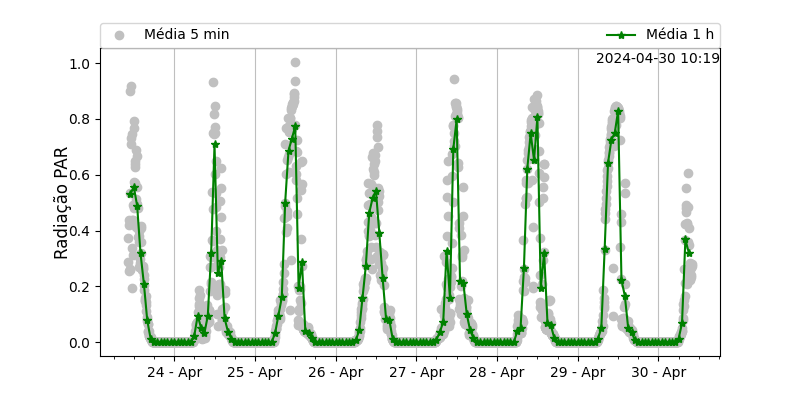 Média 5 min
Média 1 h
2024-04-30 10:19
Radiação PAR
1.0
0.8
0.6
0.4
0.2
0.0
24 - Apr
25 - Apr
26 - Apr
27 - Apr
28 - Apr
29 - Apr
30 - Apr